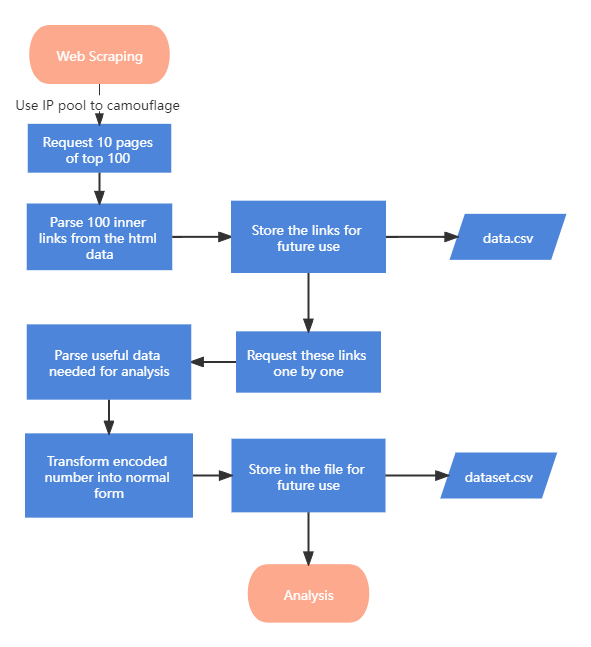 Web Scraping
Use IP pool to camouflage
Request 10 pages
of top 100
Parse 100 inner
links from the html
data
Store the links for
future use
data.csv
Request these links
one by one
Parse useful data
needed for analysis
Transform encoded
number into normal
form
Store in the file for
future use
dataset.csv
Analysis